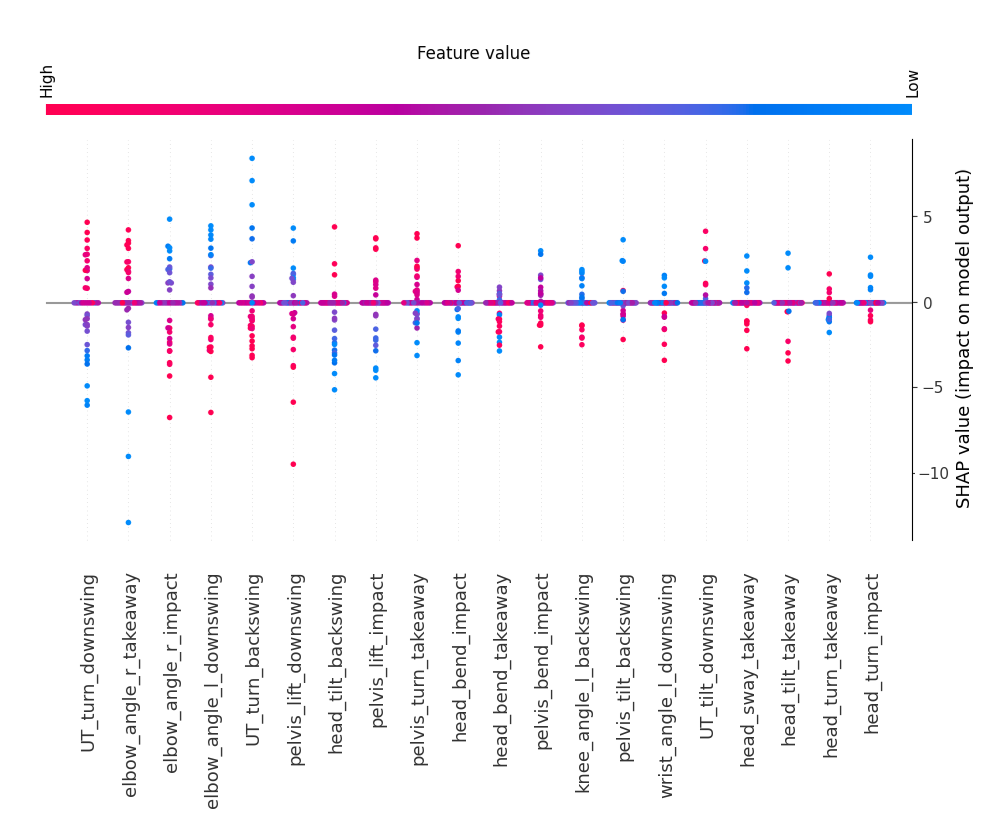 Feature value
High
Low
5
0
−5
−10
SHAP value (impact on model output)
UT_turn_downswing
elbow_angle_r_takeaway
elbow_angle_r_impact
elbow_angle_l_downswing
UT_turn_backswing
pelvis_lift_downswing
head_tilt_backswing
pelvis_lift_impact
pelvis_turn_takeaway
head_bend_impact
head_bend_takeaway
pelvis_bend_impact
knee_angle_l_backswing
pelvis_tilt_backswing
wrist_angle_l_downswing
UT_tilt_downswing
head_sway_takeaway
head_tilt_takeaway
head_turn_takeaway
head_turn_impact